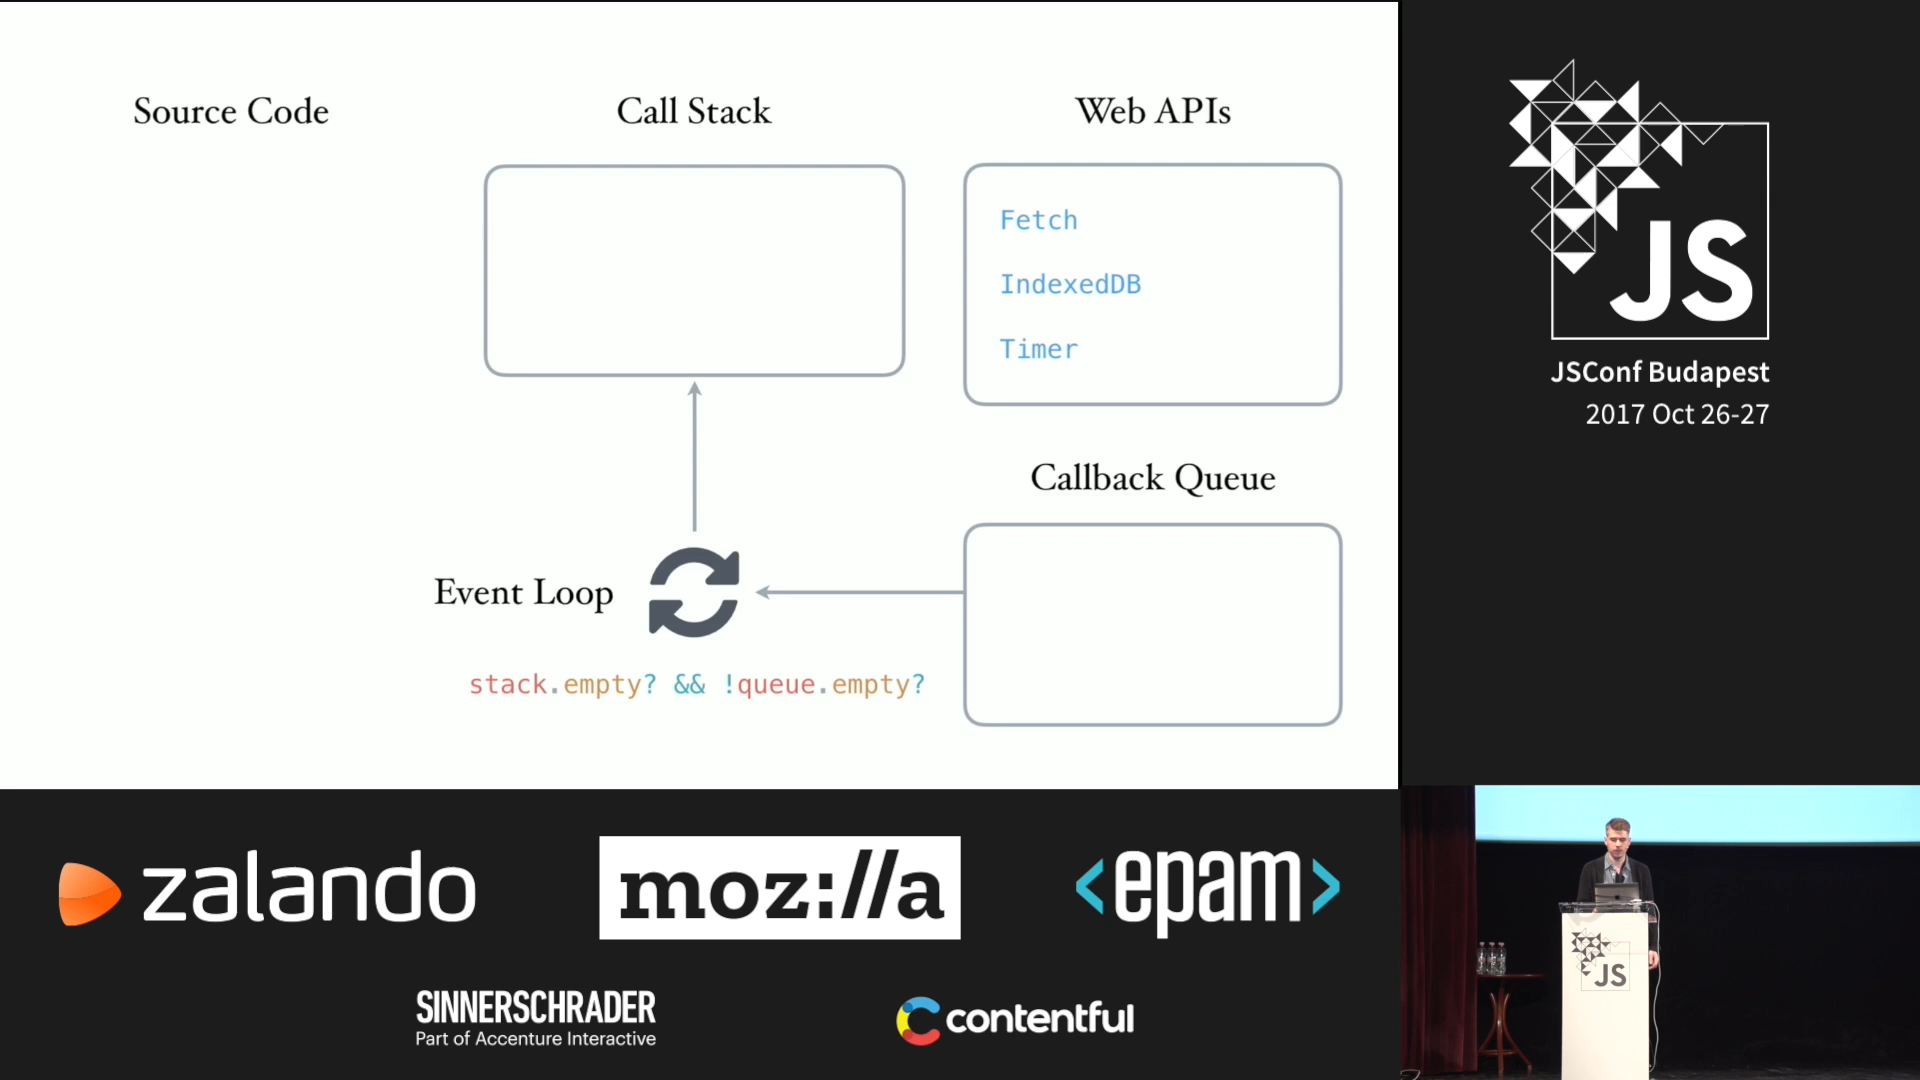 Source Code
Call Stack
Web APIs
Fetch
IndexedDB
Timer
Callback Queue
Event Loop
stack.empty? && !queue.empty?
JS
JSConf Budapest
2017 Oct 26-27
zalando
moz://a
<epam>
SINNERSCHRADER
Part of Accenture Interactive
contentful
JS